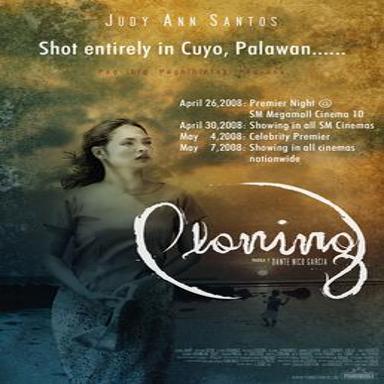 JUDY ANN SANTOS
Shot entirely in Cuyo, Palawan......
April 26,2008: Premier Night @
SM Megamall Cinema 10
April 30,2008: Showing in all SM Cinemas
May 4,2008: Celebrity Premier
May 7,2008: Showing in all cinemas
nationwide
Ploning
DANTE NICO GARCIA